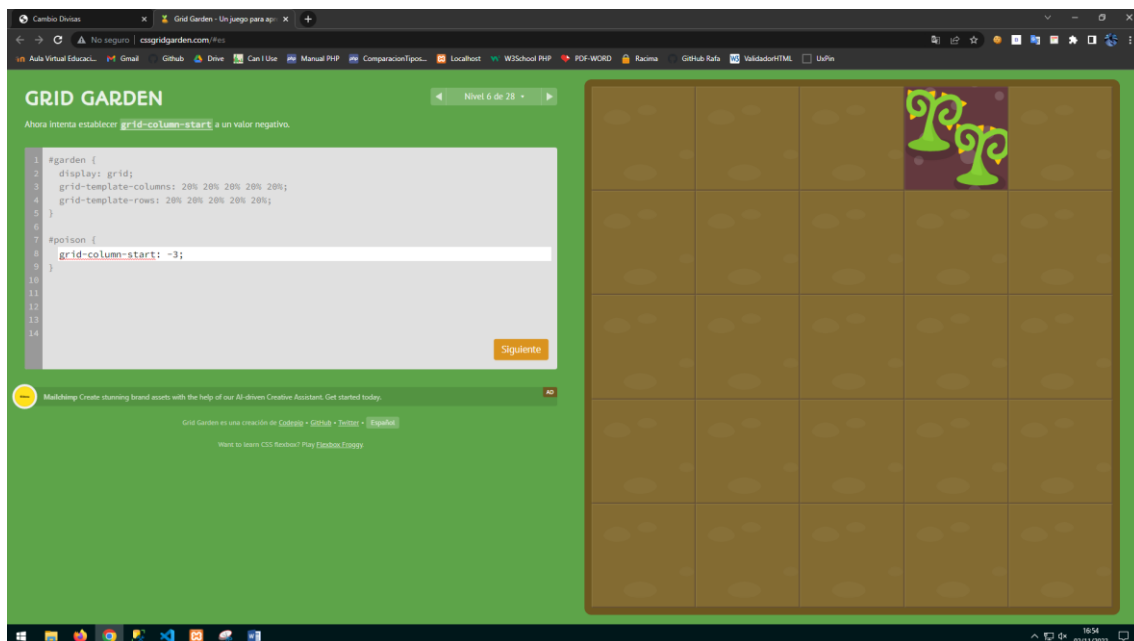 Cambio Divisas
Grid Garden - Un juego para apr
No seguro | cssgridgarden.com/#es
Aula Virtual Educaci... Gmail Github Drive Can I Use Manual PHP ComparacionTipos... Localhost W3School PHP PDF-WORD Racima GitHub Rafa ValidadorHTML UxPin
GRID GARDEN
Nivel 6 de 28
Ahora intenta establecer grid-column-start a un valor negativo.
1 #garden {
2 display: grid;
3 grid-template-columns: 20% 20% 20% 20% 20%;
4 grid-template-rows: 20% 20% 20% 20% 20%;
5 }
6
7 #poison {
8 grid-column-start: -3;
9 }
10
11
12
13
14
Siguiente
Mailchimp Create stunning brand assets with the help of our AI-driven Creative Assistant. Get started today.
AD
Grid Garden es una creación de Codepip • GitHub • Twitter • Español
Want to learn CSS flexbox? Play Flexbox Froggy.
16:54